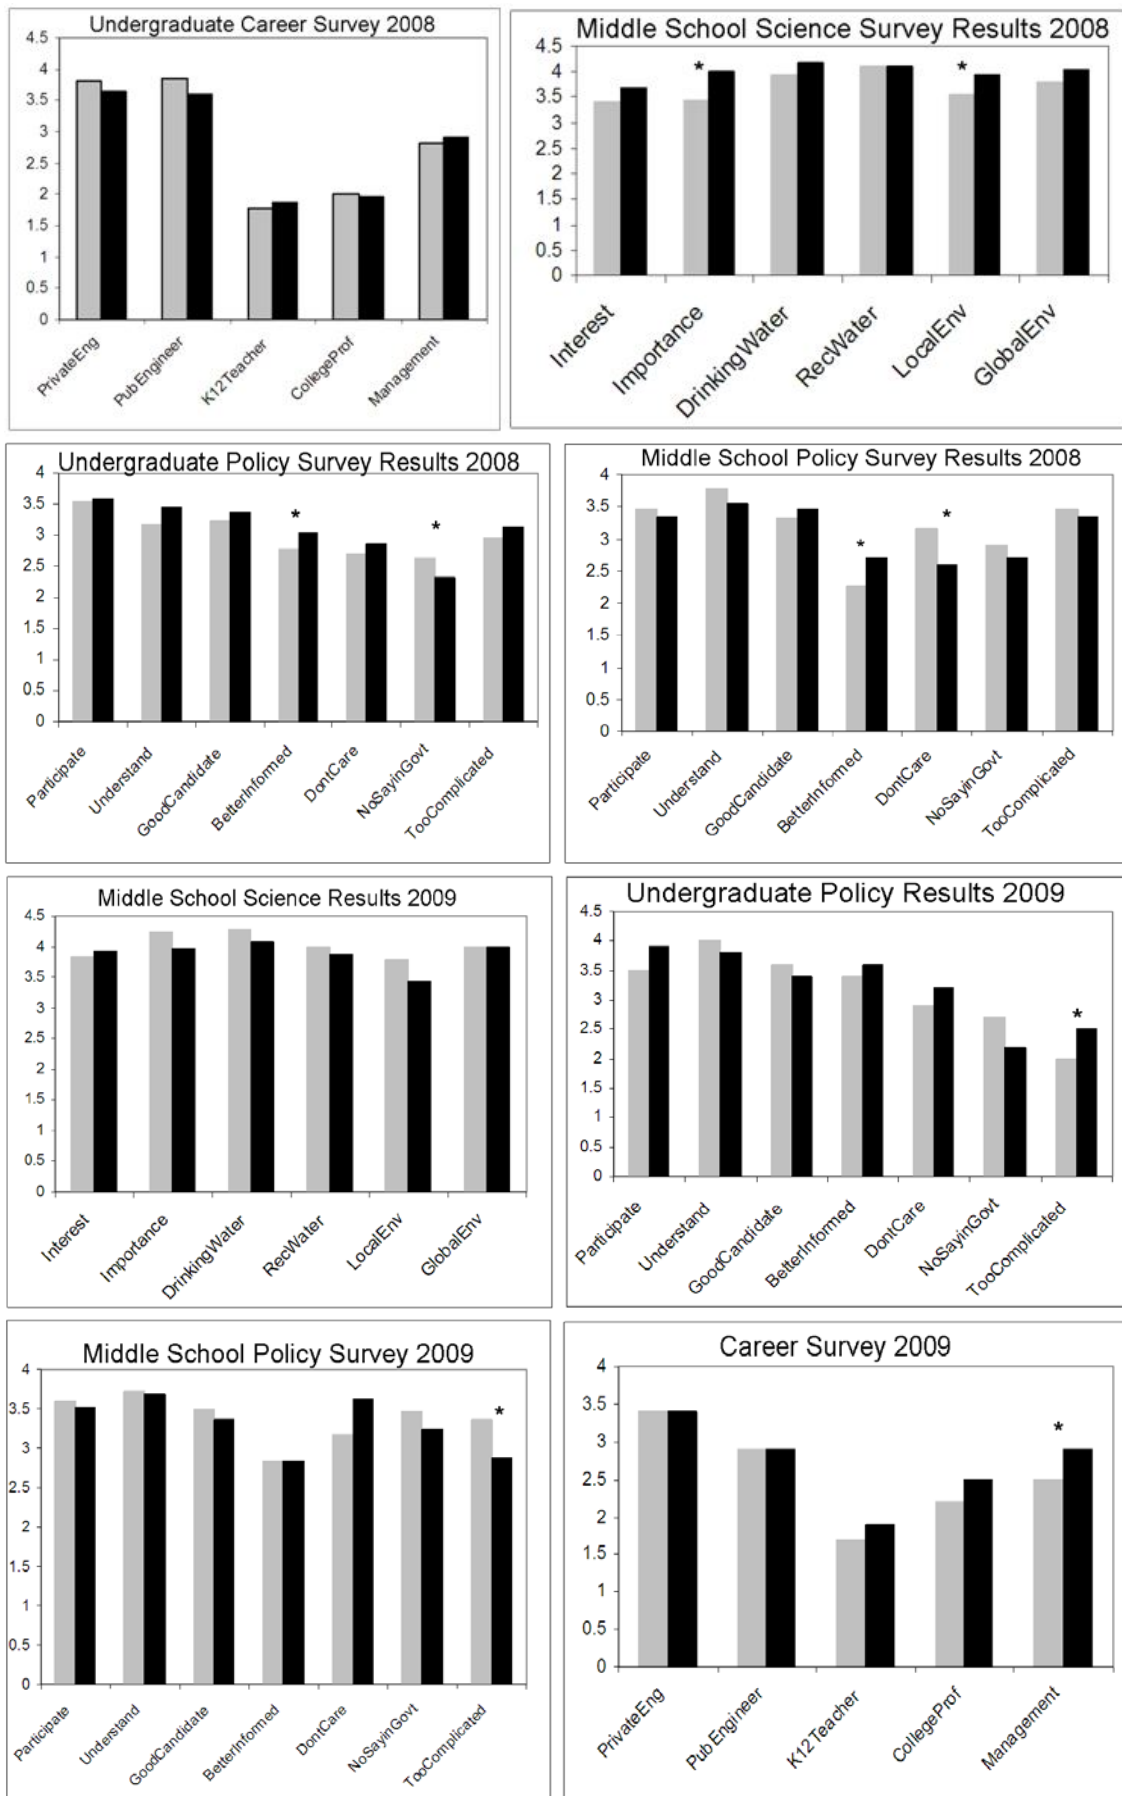 Undergraduate Career Survey 2008
4.5
4
3.5
3
2.5
2
1.5
1
0.5
0
PrivateEng
PubEngineer
K12Teacher
CollegeProf
Management
Middle School Science Survey Results 2008
4.5
4
3.5
3
2.5
2
1.5
1
0.5
0
*
*
Interest
Importance
DrinkingWater
RecWater
LocalEnv
GlobalEnv
Undergraduate Policy Survey Results 2008
4
3.5
3
2.5
2
1.5
1
0.5
0
*
*
Participate
Understand
GoodCandidate
BetterInformed
DontCare
NoSayinGovt
TooComplicated
Middle School Policy Survey Results 2008
4
3.5
3
2.5
2
1.5
1
0.5
0
*
*
Participate
Understand
GoodCandidate
BetterInformed
DontCare
NoSayinGovt
TooComplicated
Middle School Science Results 2009
4.5
4
3.5
3
2.5
2
1.5
1
0.5
0
Interest
Importance
DrinkingWater
RecWater
LocalEnv
GlobalEnv
Undergraduate Policy Results 2009
4.5
4
3.5
3
2.5
2
1.5
1
0.5
0
*
Participate
Understand
GoodCandidate
BetterInformed
DontCare
NoSayinGovt
TooComplicated
Middle School Policy Survey 2009
4
3.5
3
2.5
2
1.5
1
0.5
0
*
Participate
Understand
GoodCandidate
BetterInformed
DontCare
NoSayinGovt
TooComplicated
Career Survey 2009
4
3.5
3
2.5
2
1.5
1
0.5
0
*
PrivateEng
PubEngineer
K12Teacher
CollegeProf
Management